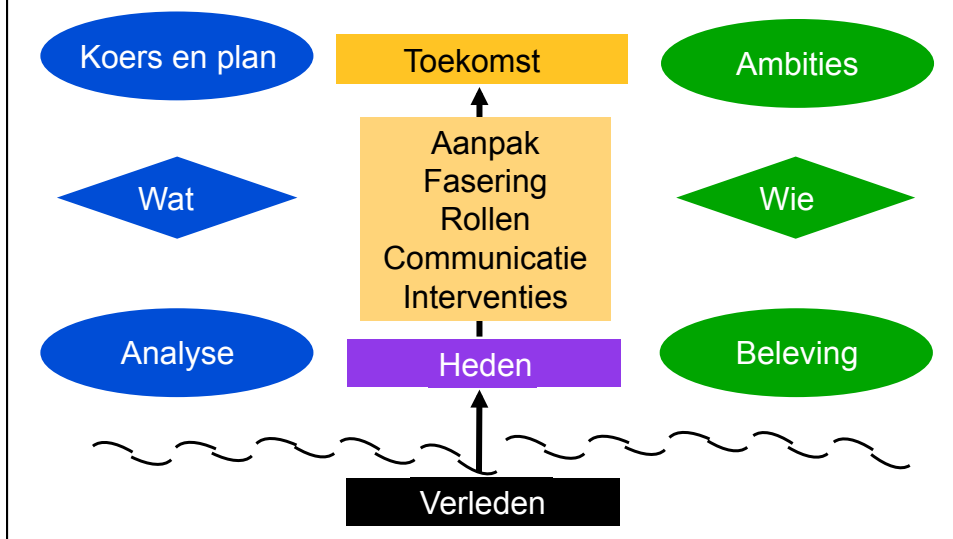 Koers en plan
Toekomst
Ambities
Aanpak
Fasering
Rollen
Communicatie
Interventies
Wat
Wie
Analyse
Heden
Beleving
Verleden